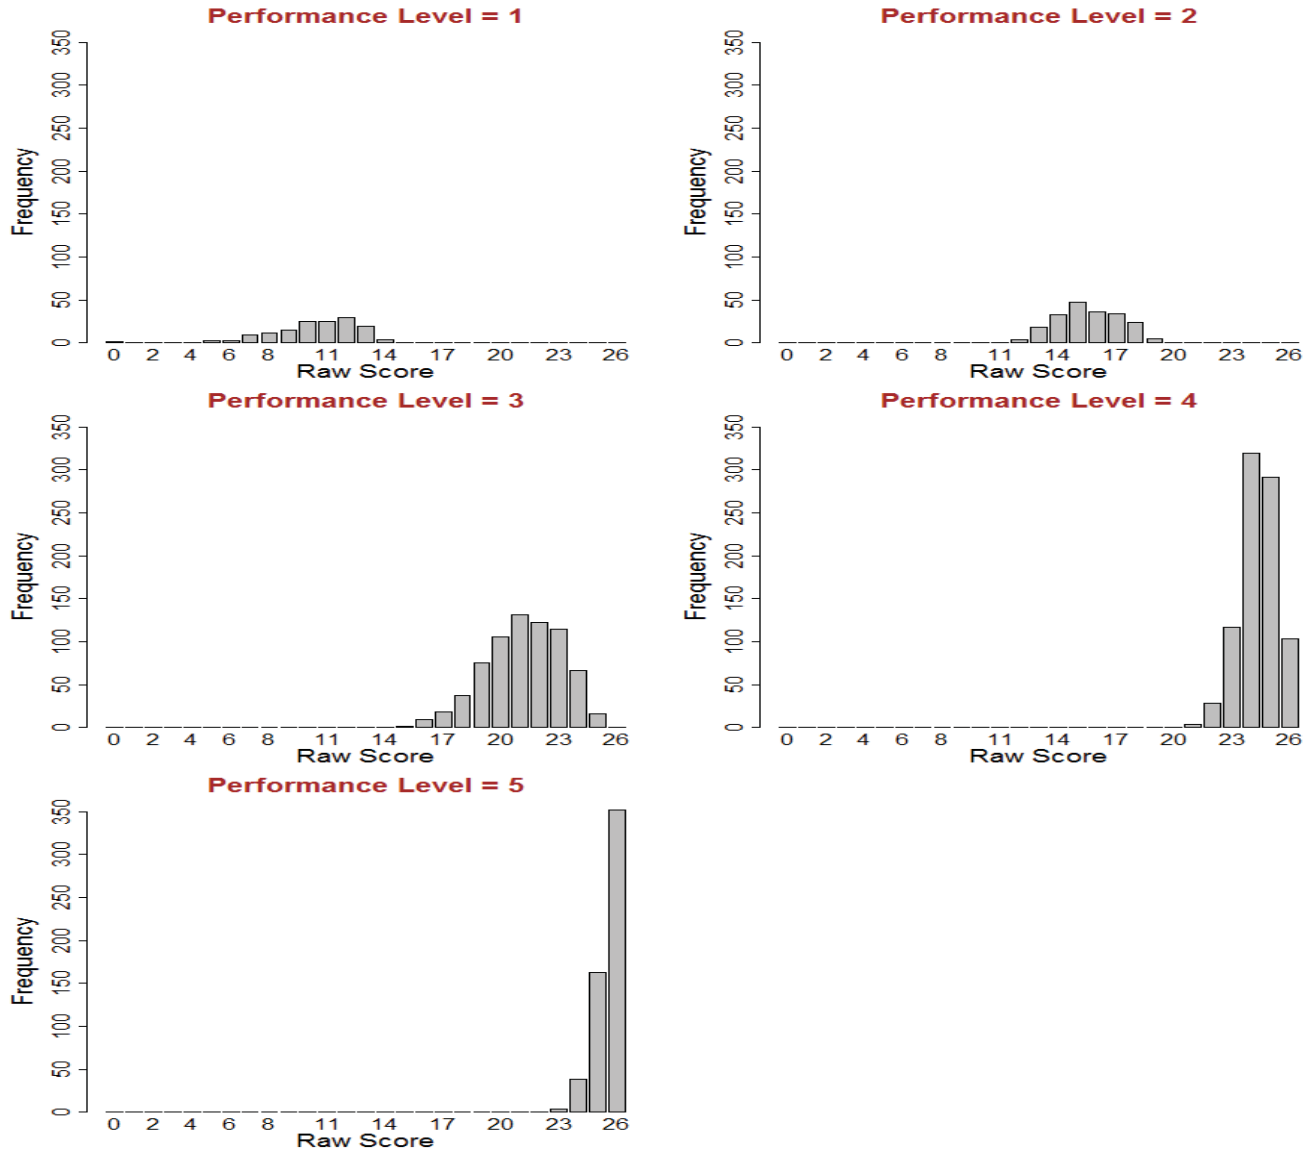 Performance Level = 1
Frequency
0 50 100 150 200 250 300 350
0 2 4 6 8 11 14 17 20 23 26
Raw Score
Performance Level = 2
Frequency
0 50 100 150 200 250 300 350
0 2 4 6 8 11 14 17 20 23 26
Raw Score
Performance Level = 3
Frequency
0 50 100 150 200 250 300 350
0 2 4 6 8 11 14 17 20 23 26
Raw Score
Performance Level = 4
Frequency
0 50 100 150 200 250 300 350
0 2 4 6 8 11 14 17 20 23 26
Raw Score
Performance Level = 5
Frequency
0 50 100 150 200 250 300 350
0 2 4 6 8 11 14 17 20 23 26
Raw Score